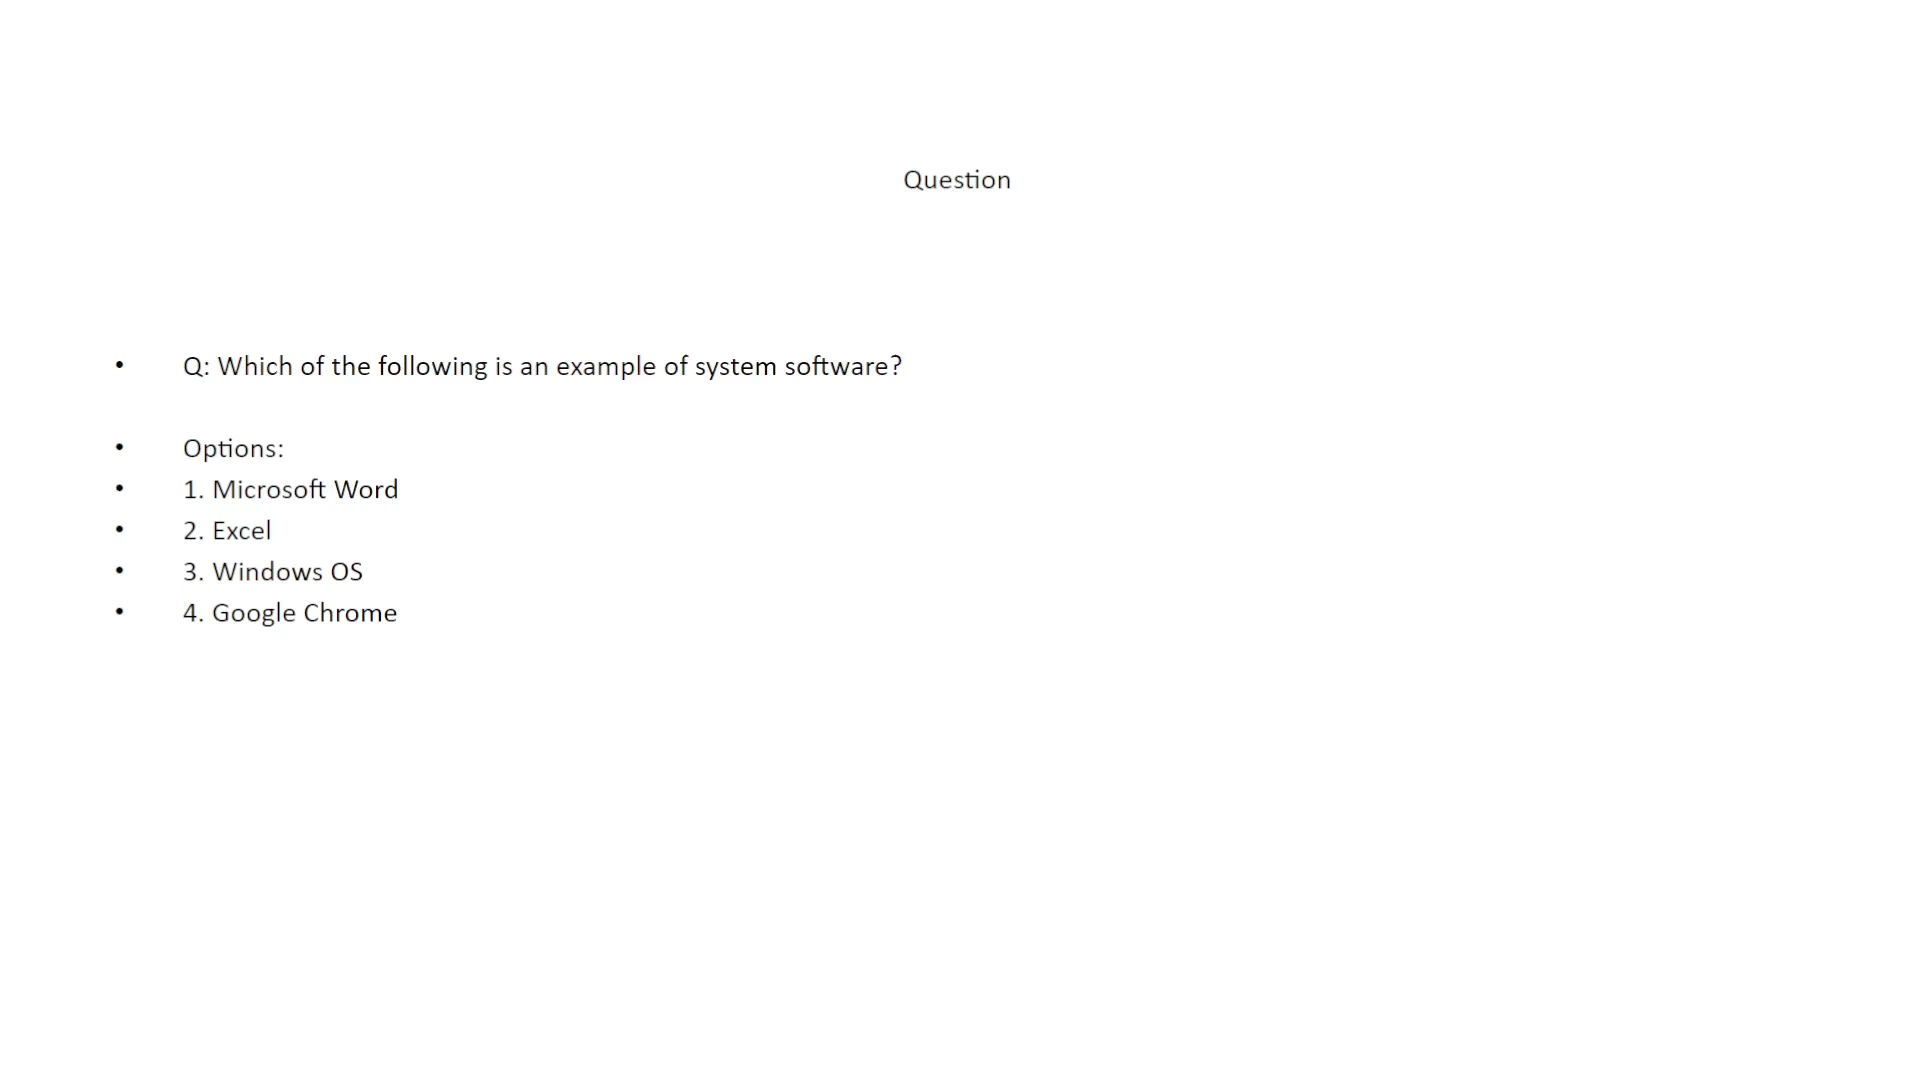 Question
• Q: Which of the following is an example of system software?
• Options:
• 1. Microsoft Word
• 2. Excel
• 3. Windows OS
• 4. Google Chrome